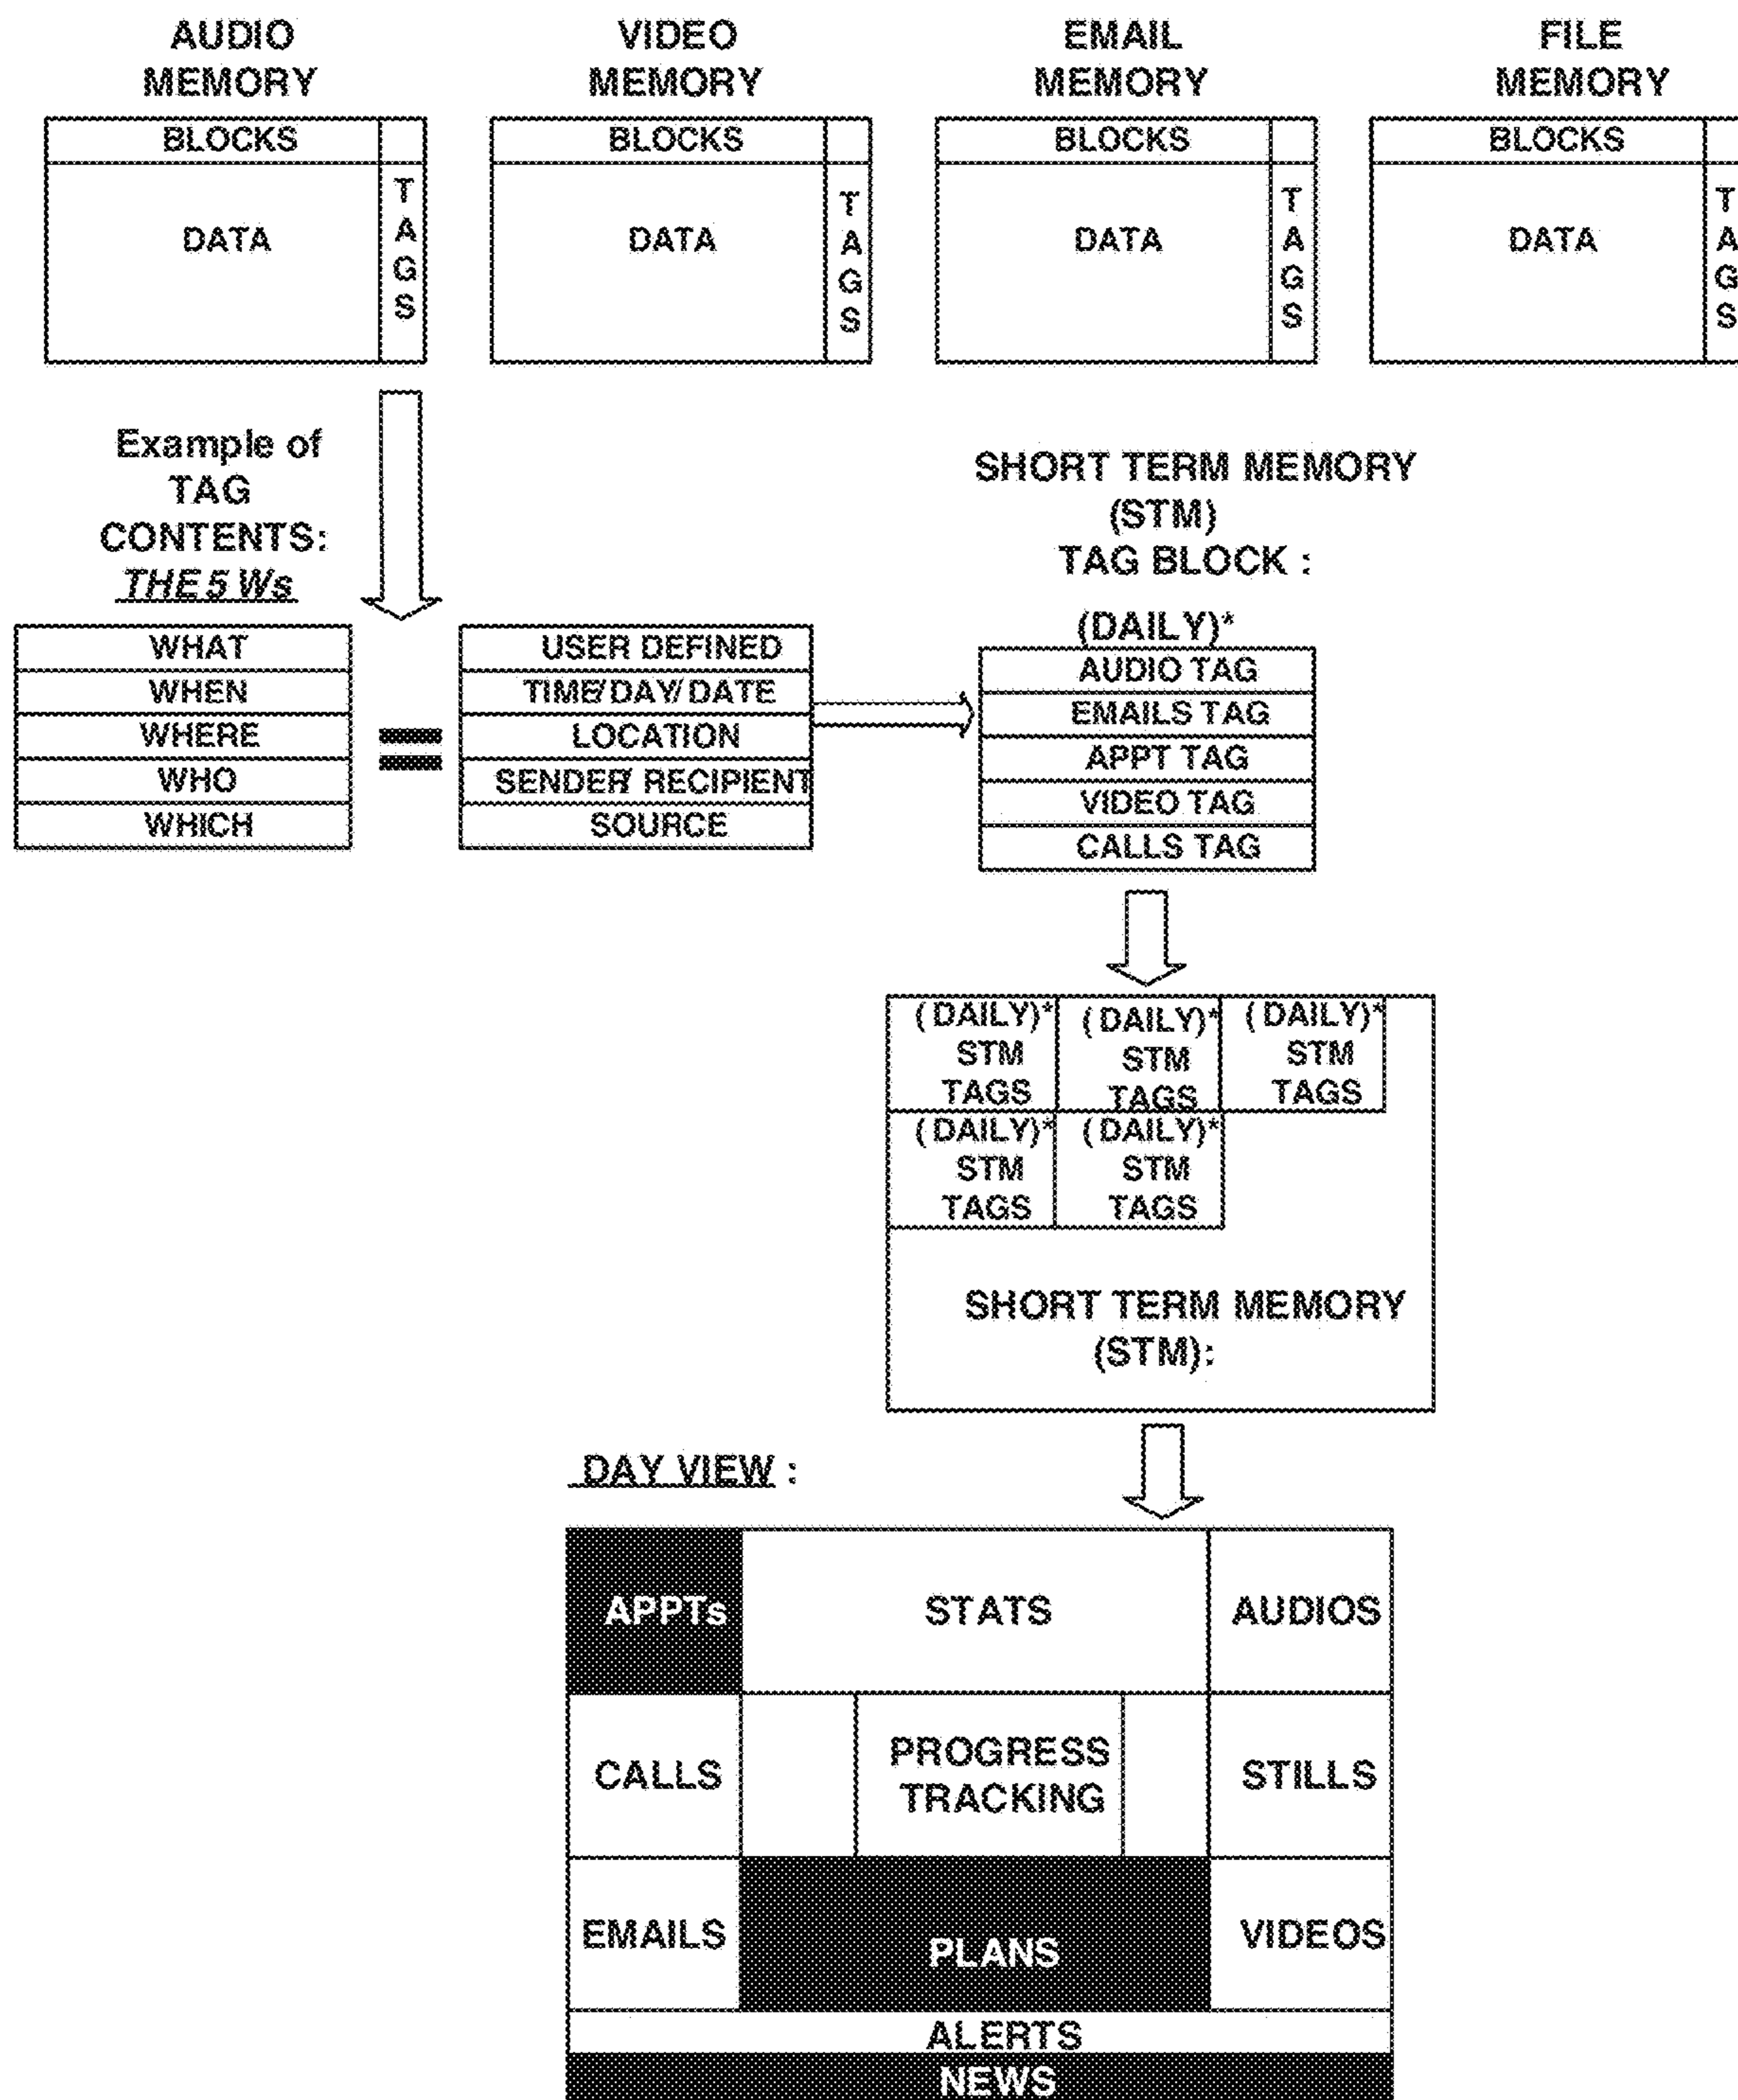 AUDIO
MEMORY
VIDEO
MEMORY
EMAIL
MEMORY
FILE
MEMORY
BLOCKS
DATA
TAGS
BLOCKS
DATA
TAGS
BLOCKS
DATA
TAGS
BLOCKS
DATA
TAGS
Example of
TAG
CONTENTS:
THE 5 Ws
WHAT
WHEN
WHERE
WHO
WHICH
=
USER DEFINED
TIME/DAY/DATE
LOCATION
SENDER/ RECIPIENT
SOURCE
SHORT TERM MEMORY
(STM)
TAG BLOCK :
(DAILY)*
AUDIO TAG
EMAILS TAG
APPT TAG
VIDEO TAG
CALLS TAG
(DAILY)*
STM
TAGS
(DAILY)*
STM
TAGS
(DAILY)*
STM
TAGS
(DAILY)*
STM
TAGS
(DAILY)*
STM
TAGS
SHORT TERM MEMORY
(STM):
DAY VIEW :
APPTs
STATS
AUDIOS
CALLS
PROGRESS
TRACKING
STILLS
EMAILS
PLANS
VIDEOS
ALERTS
NEWS